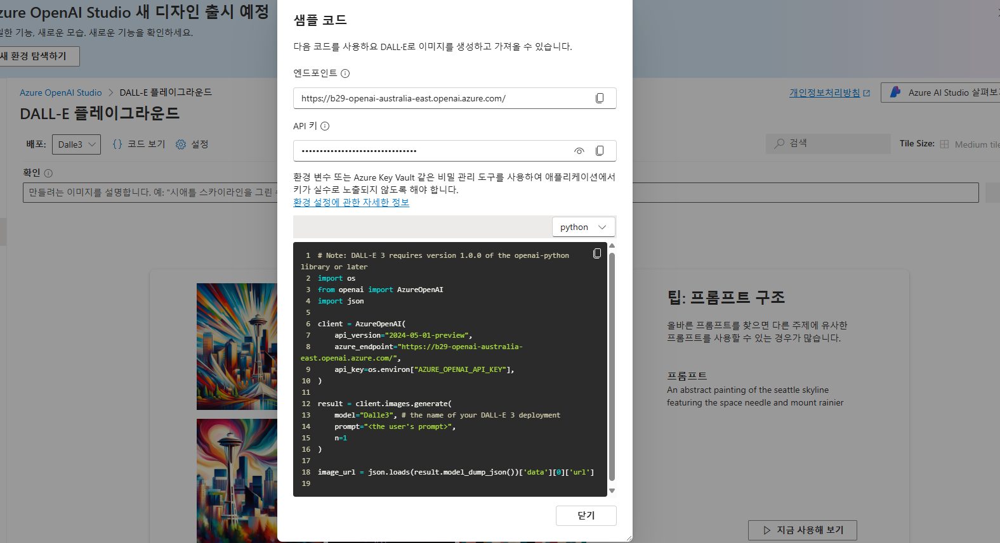 zure OpenAI Studio 새 디자인 출시 예정
일한 기능, 새로운 모습. 새로운 기능을 확인하세요.
새 환경 탐색하기
Azure OpenAI Studio > DALL-E 플레이그라운드
DALL-E 플레이그라운드
개인정보처리방침
Azure AI Studio 살펴보기
배포:
Dalle3
{} 코드 보기
설정
검색
Tile Size:
Medium tile
확인
만들려는 이미지를 설명합니다. 예: "시애틀 스카이라인을 그린
샘플 코드
다음 코드를 사용하요 DALL·E로 이미지를 생성하고 가져올 수 있습니다.
엔드포인트
https://b29-openai-australia-east.openai.azure.com/
API 키
••••••••••••••••••••••••••••••••
환경 변수 또는 Azure Key Vault 같은 비밀 관리 도구를 사용하여 애플리케이션에서
키가 실수로 노출되지 않도록 해야 합니다.
환경 설정에 관한 자세한 정보
python
1 # Note: DALL-E 3 requires version 1.0.0 of the openai-python
library or later
2 import os
3 from openai import AzureOpenAI
4 import json
5
6 client = AzureOpenAI(
7 api_version="2024-05-01-preview",
8 azure_endpoint="https://b29-openai-australia-
east.openai.azure.com/",
9 api_key=os.environ["AZURE_OPENAI_API_KEY"],
10 )
11
12 result = client.images.generate(
13 model="Dalle3", # the name of your DALL-E 3 deployment
14 prompt="<the user's prompt>",
15 n=1
16 )
17
18 image_url = json.loads(result.model_dump_json())['data'][0]['url']
19
닫기
팁: 프롬프트 구조
올바른 프롬프트를 찾으면 다른 주제에 유사한
프롬프트를 사용할 수 있는 경우가 많습니다.
프롬프트
An abstract painting of the seattle skyline
featuring the space needle and mount rainier
지금 사용해 보기